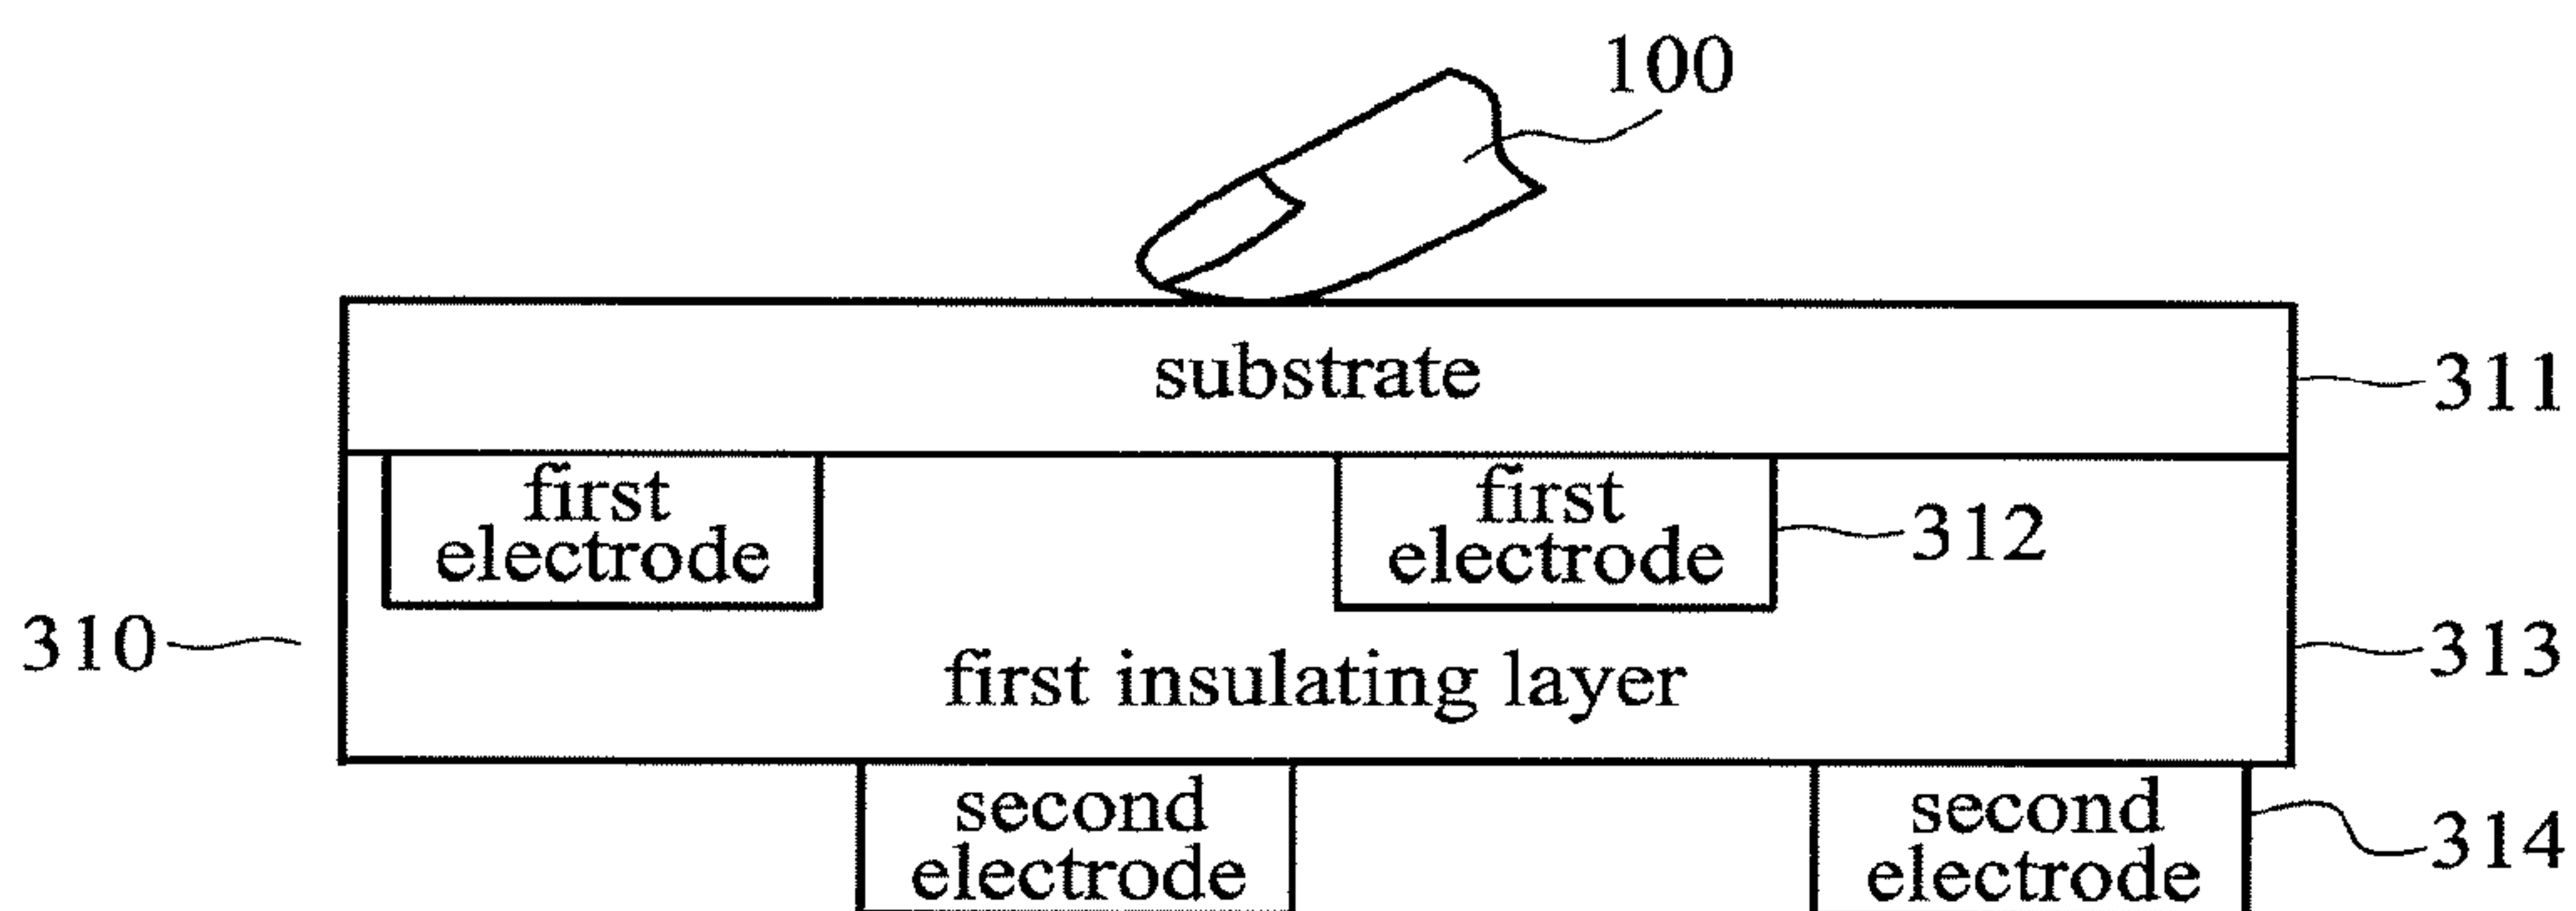 100
substrate
311
first
electrode
first
electrode
312
310
first insulating layer
313
second
electrode
second
electrode
314